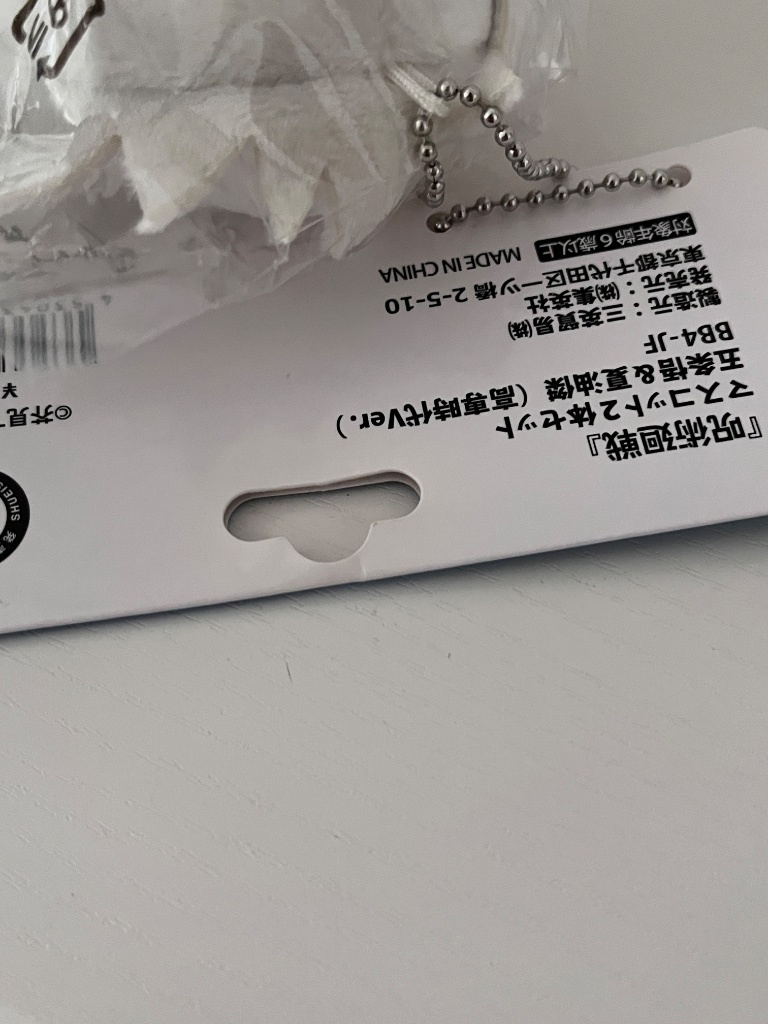 『呪術廻戦』
マスコット2体セット
五条悟＆夏油傑（高専時代Ver.）
BB4-JF
製造元：三英貿易㈱
発売元：㈱集英社
東京都千代田区一ツ橋 2-5-10
対象年齢6歳以上 MADE IN CHINA
©芥見